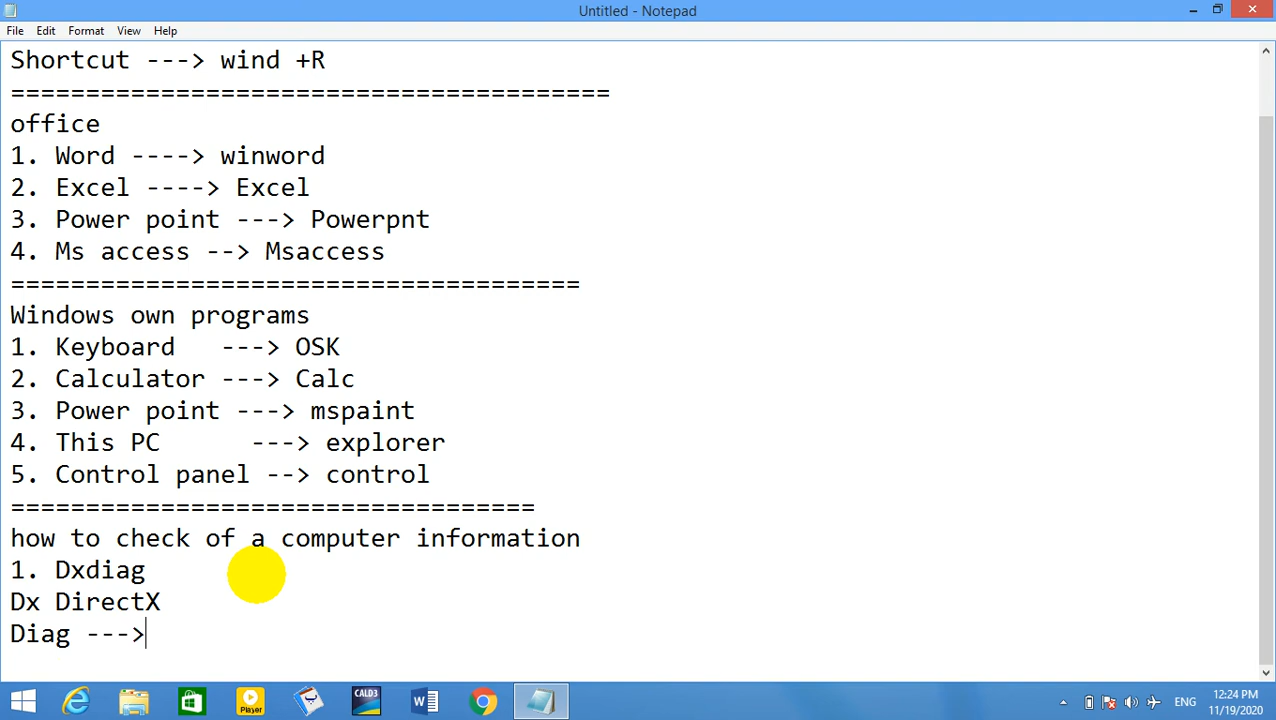 Untitled - Notepad
File Edit Format View Help
Shortcut ---> wind +R
========================================
office
1. Word ----> winword
2. Excel ----> Excel
3. Power point ---> Powerpnt
4. Ms access --> Msaccess
======================================
Windows own programs
1. Keyboard   ---> OSK
2. Calculator ---> Calc
3. Power point ---> mspaint
4. This PC      ---> explorer
5. Control panel --> control
===================================
how to check of a computer information
1. Dxdiag
Dx DirectX
Diag --->
Player
CALD3
ENG
12:24 PM
11/19/2020